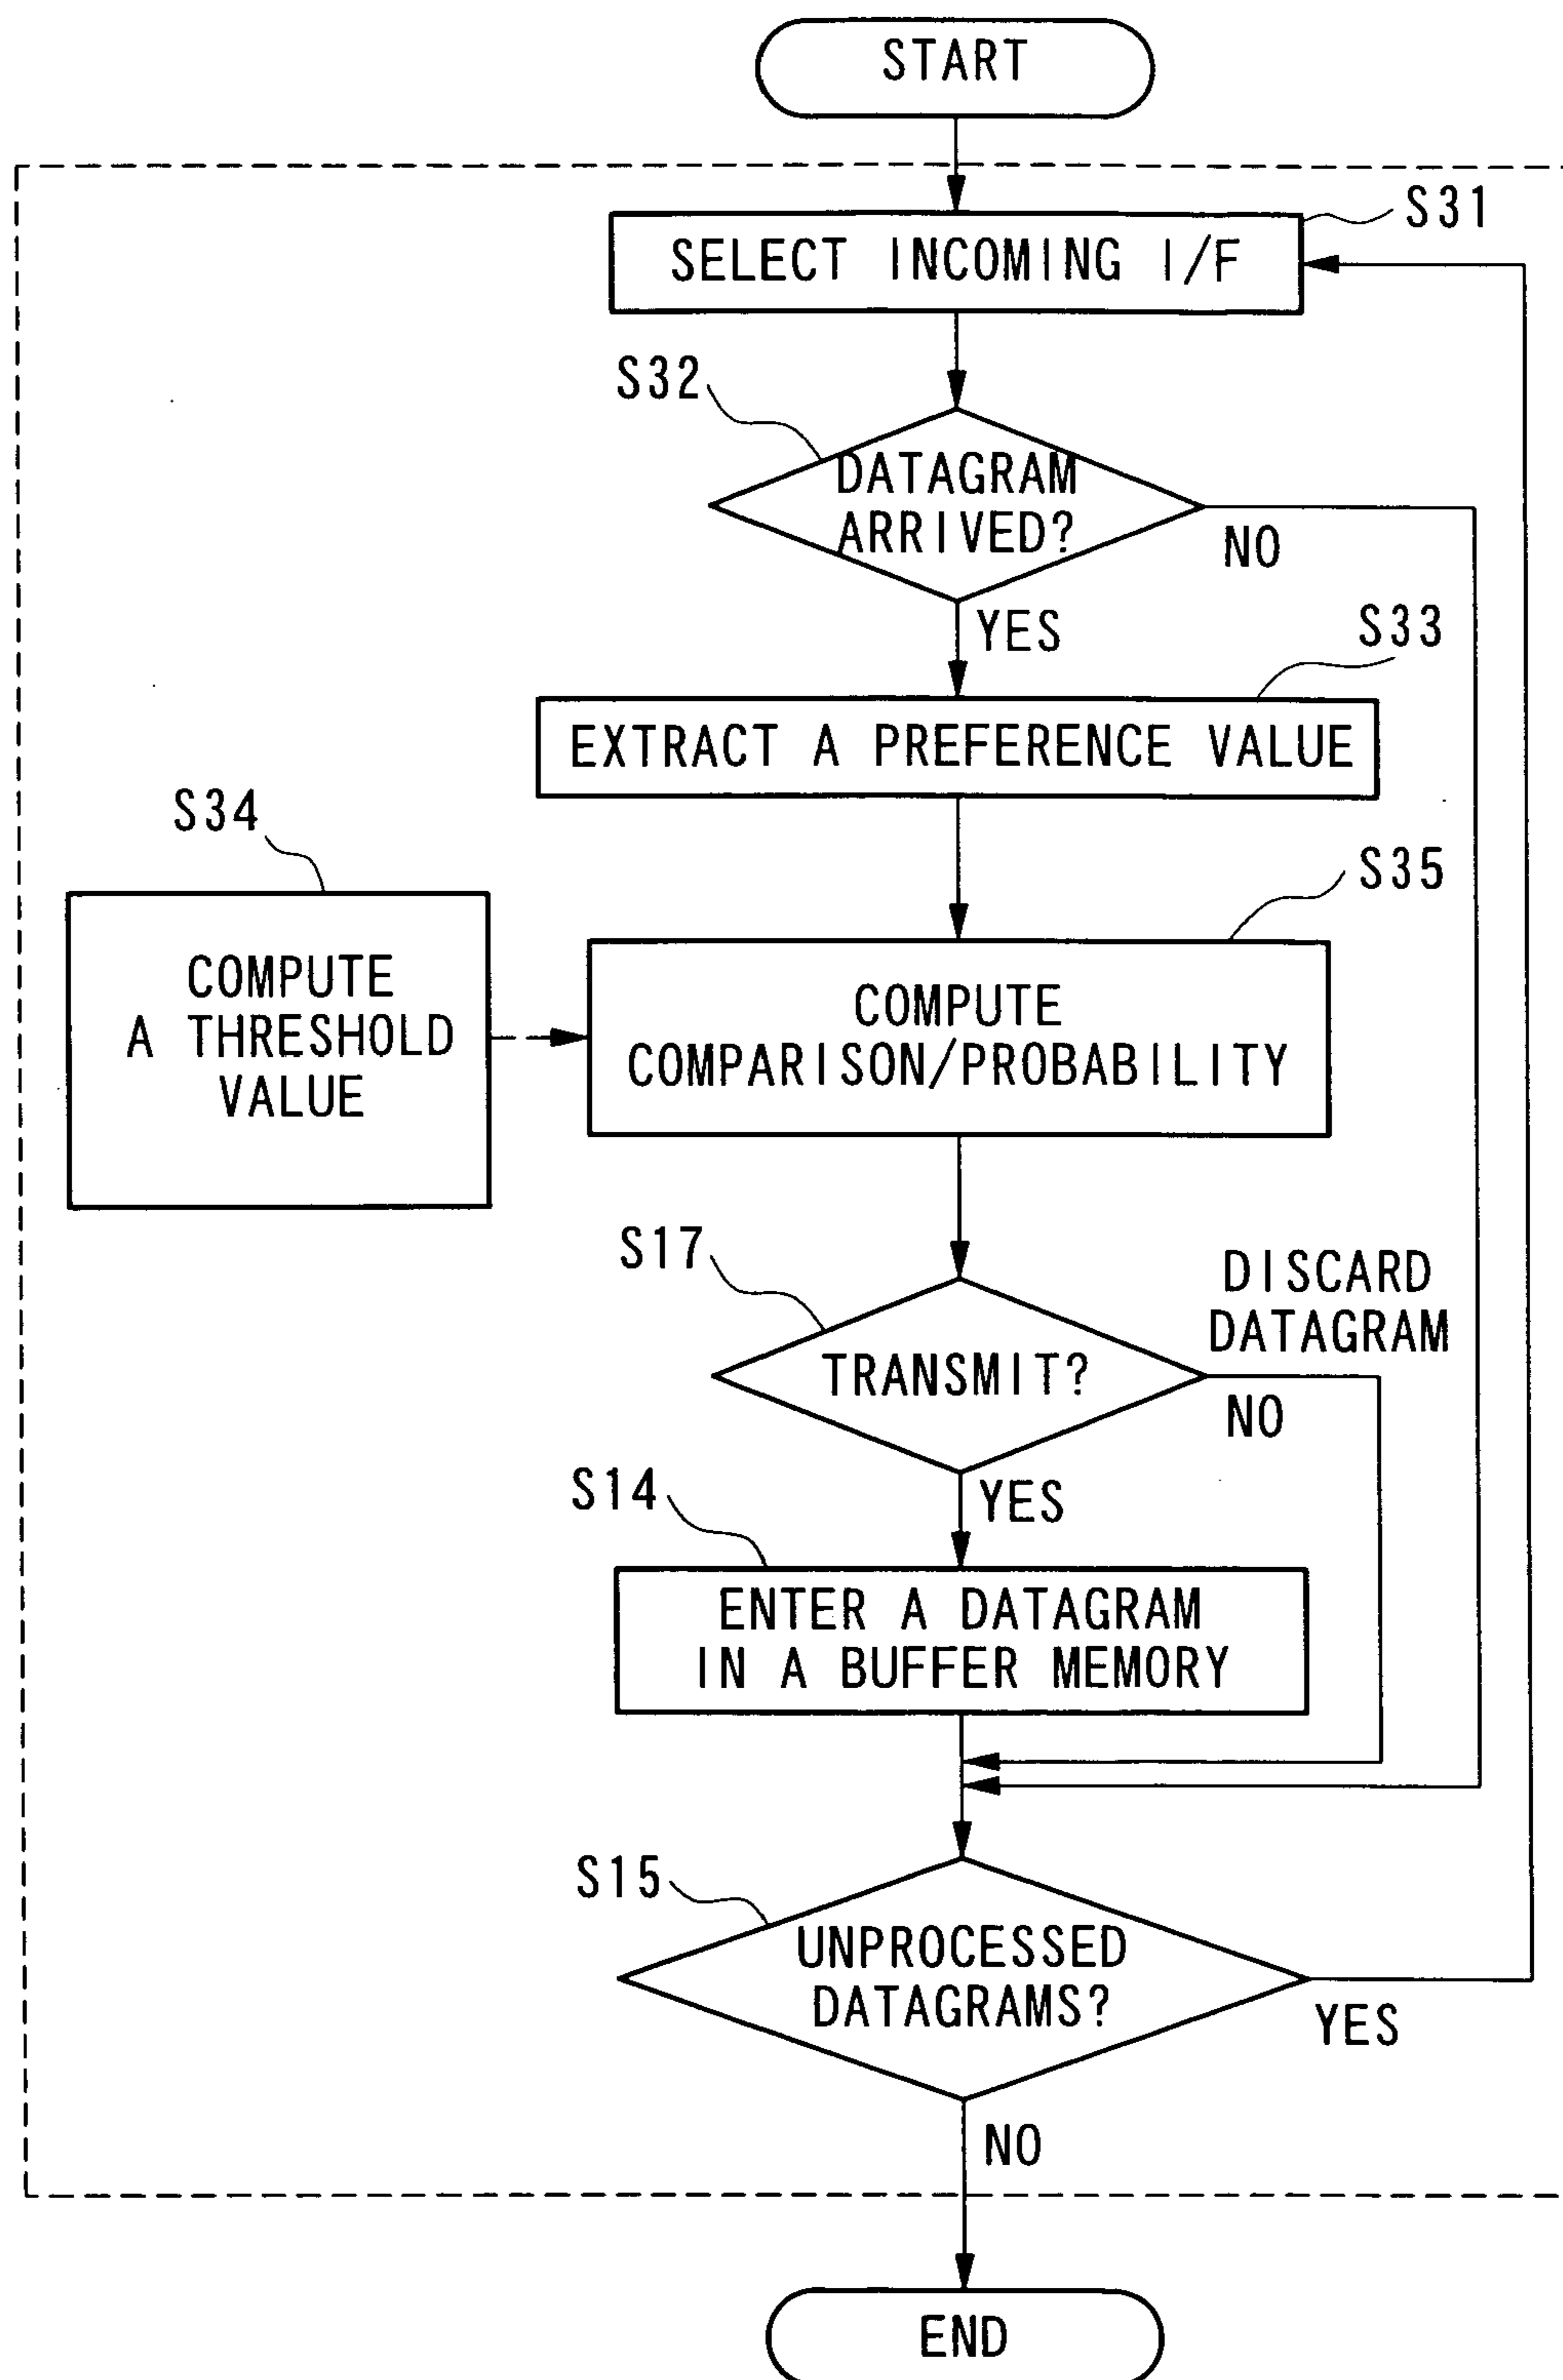 START
S31
SELECT INCOMING I/F
S32
DATAGRAM
ARRIVED?
NO
YES
S33
EXTRACT A PREFERENCE VALUE
S34
S35
COMPUTE
A THRESHOLD
VALUE
COMPUTE
COMPARISON/PROBABILITY
S17
DISCARD
DATAGRAM
TRANSMIT?
NO
S14
YES
ENTER A DATAGRAM
IN A BUFFER MEMORY
S15
UNPROCESSED
DATAGRAMS?
YES
NO
END